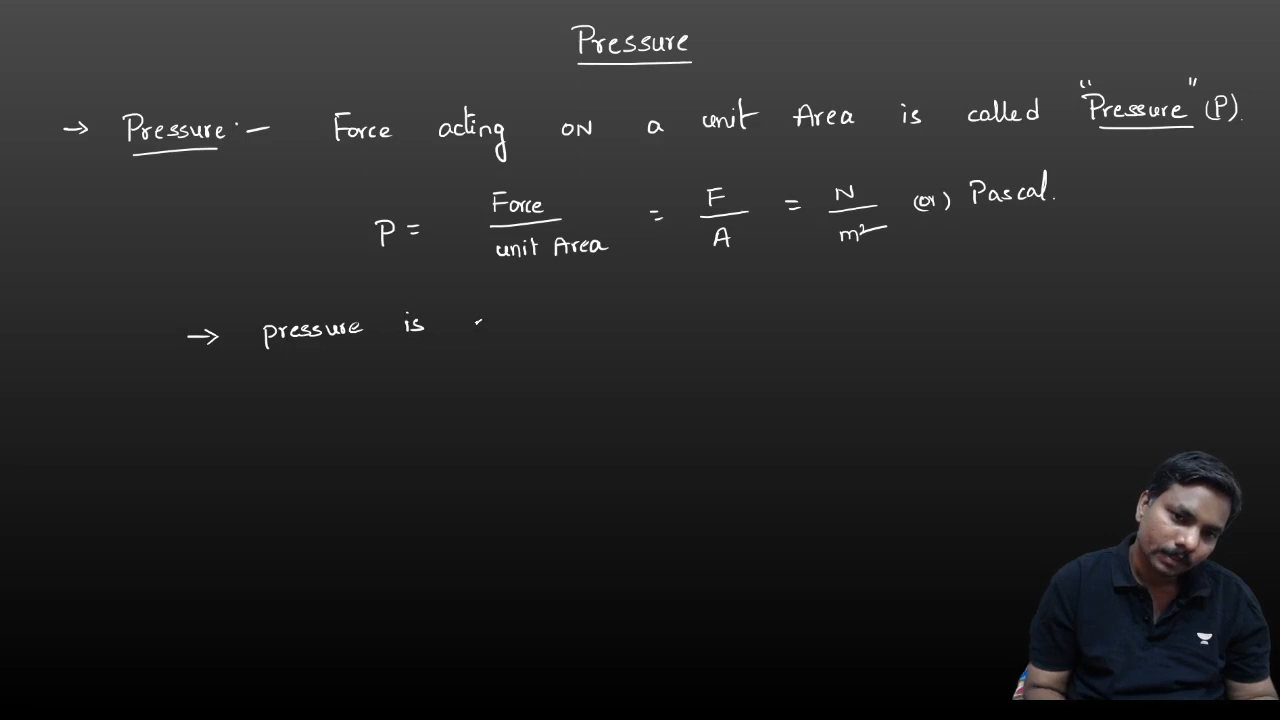 Pressure
→ Pressure :- Force acting on a unit Area is called "Pressure" (P).
P = Force / unit Area = F / A = N / m² (or) Pascal.
→ pressure is